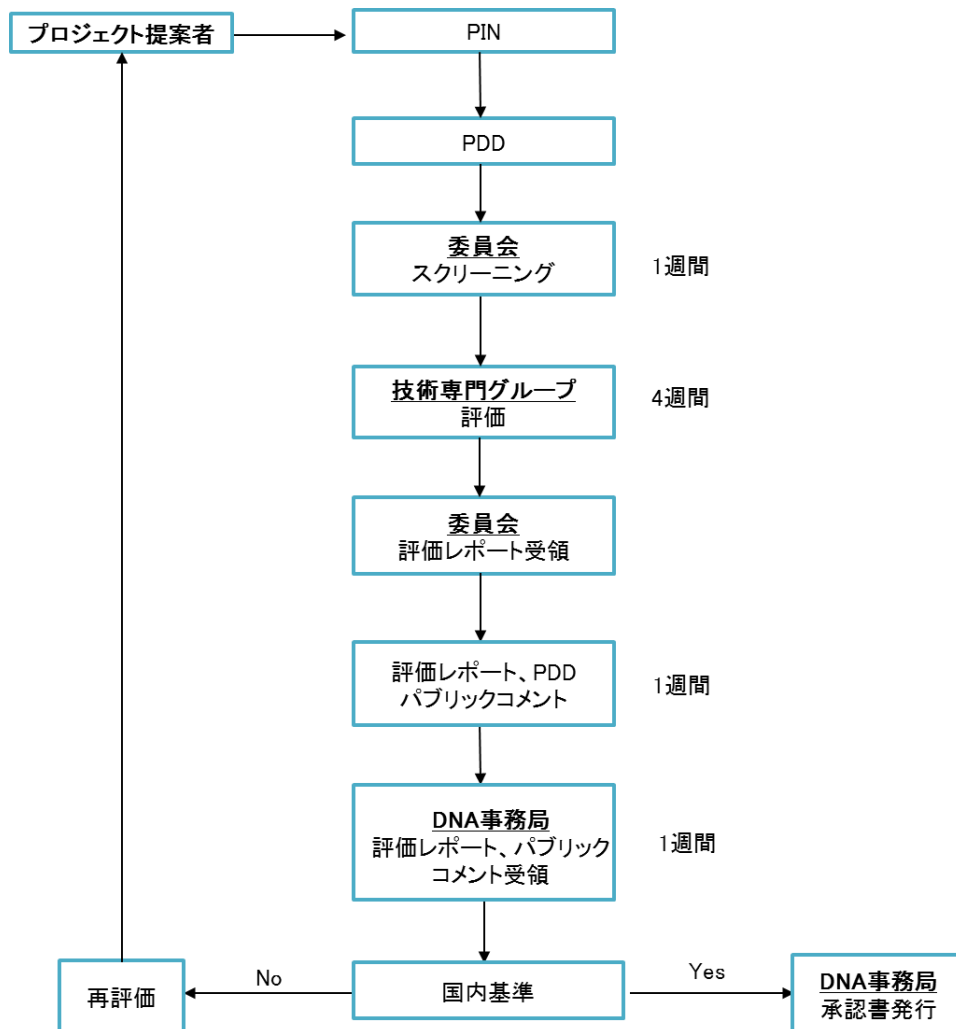 プロジェクト提案者
PIN
PDD
委員会
スクリーニング
1週間
技術専門グループ
評価
4週間
委員会
評価レポート受領
評価レポート、PDD
パブリックコメント
1週間
DNA事務局
評価レポート、パブリック
コメント受領
1週間
再評価
No
国内基準
Yes
DNA事務局
承認書発行